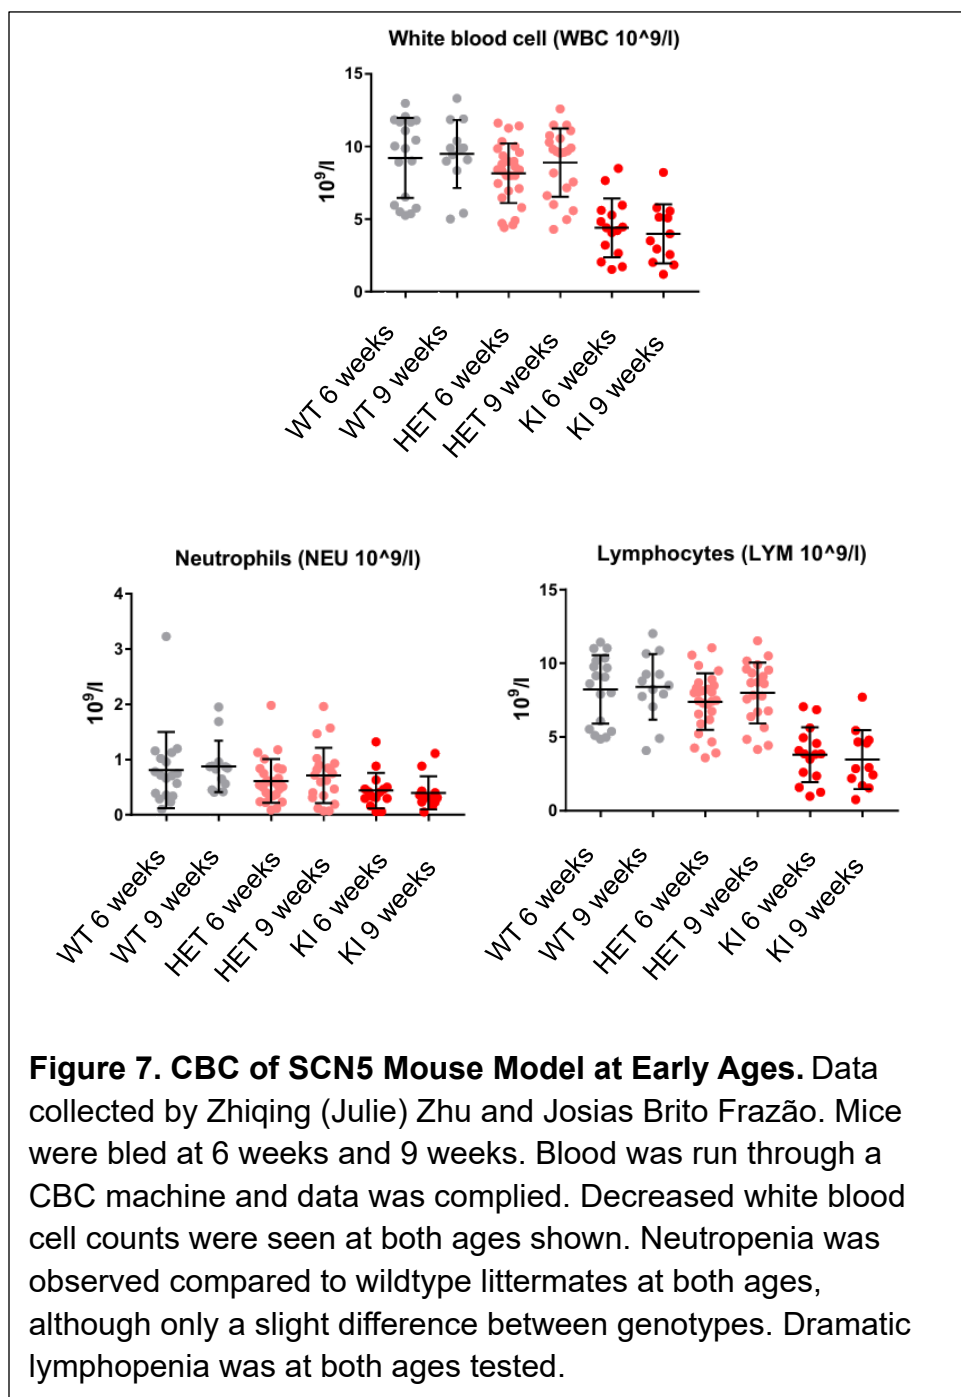 White blood cell (WBC 10^9/l)
15
10
5
0
10⁹/l
WT 6 weeks
WT 9 weeks
HET 6 weeks
HET 9 weeks
KI 6 weeks
KI 9 weeks
Neutrophils (NEU 10^9/l)
4
3
2
1
0
10⁹/l
WT 6 weeks
WT 9 weeks
HET 6 weeks
HET 9 weeks
KI 6 weeks
KI 9 weeks
Lymphocytes (LYM 10^9/l)
15
10
5
0
10⁹/l
WT 6 weeks
WT 9 weeks
HET 6 weeks
HET 9 weeks
KI 6 weeks
KI 9 weeks
Figure 7. CBC of SCN5 Mouse Model at Early Ages. Data
collected by Zhiqing (Julie) Zhu and Josias Brito Frazão. Mice
were bled at 6 weeks and 9 weeks. Blood was run through a
CBC machine and data was complied. Decreased white blood
cell counts were seen at both ages shown. Neutropenia was
observed compared to wildtype littermates at both ages,
although only a slight difference between genotypes. Dramatic
lymphopenia was at both ages tested.